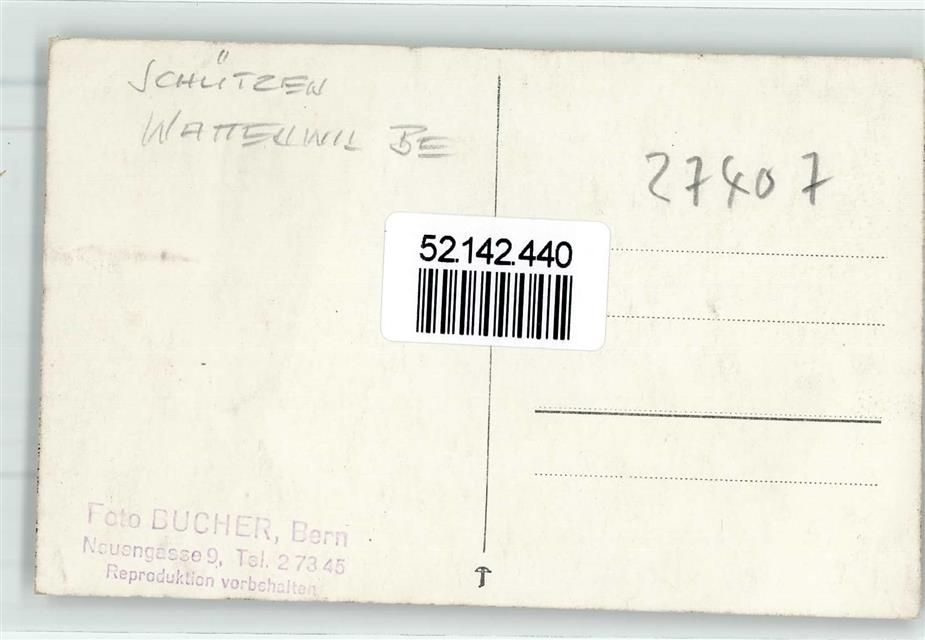 SCHÜTZEN
WATTENWIL BE
27407
52.142.440
Foto BUCHER, Bern
Neuengasse 9, Tel. 2 73 45
Reproduktion vorbehalten